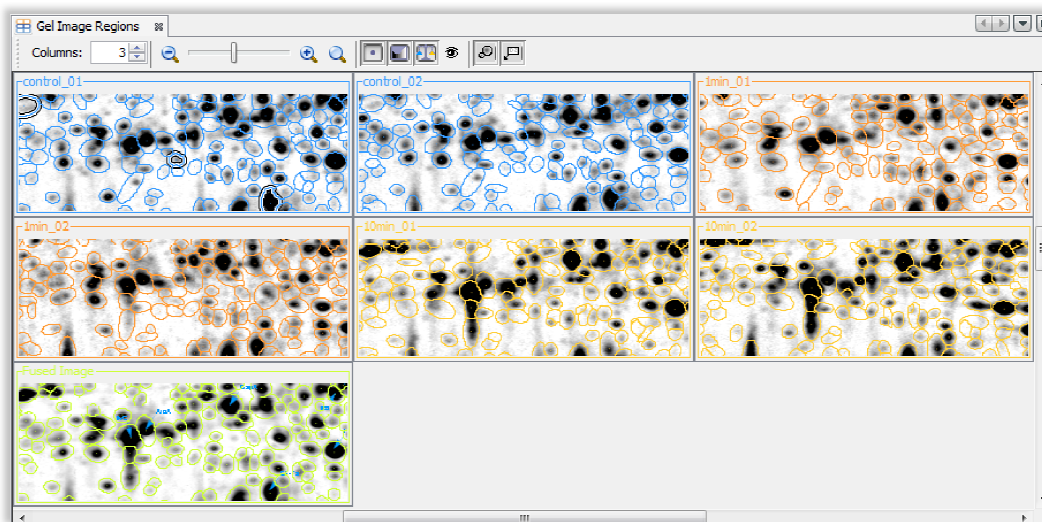 Gel Image Regions
Columns: 3
control_01
control_02
1min_01
1min_02
10min_01
10min_02
Fused Image